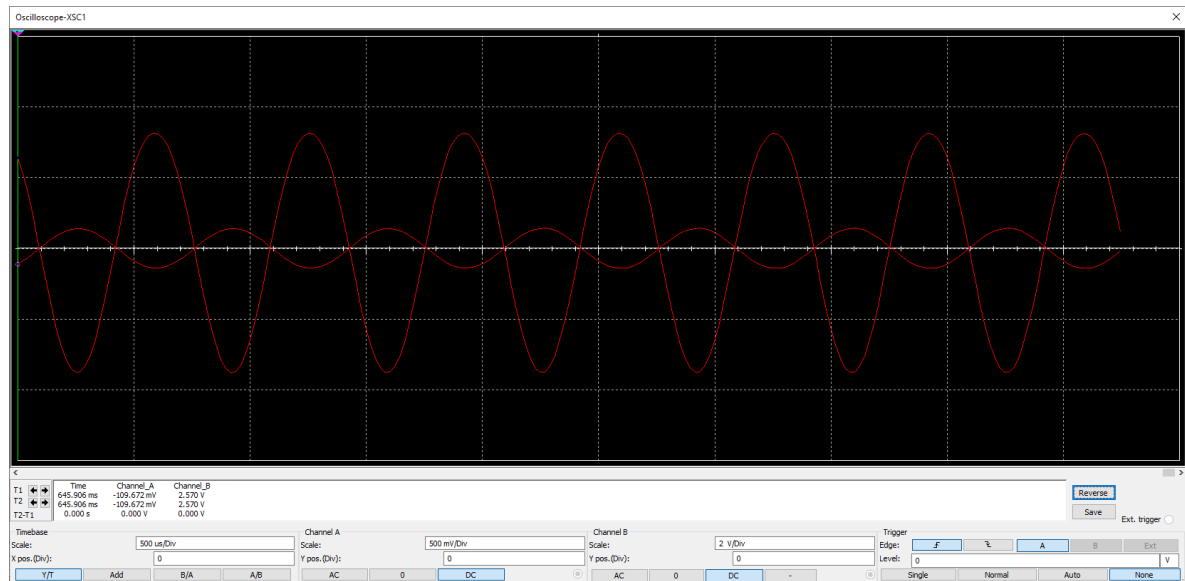 Oscilloscope-XSC1
Time Channel_A Channel_B
T1 645.906 ms -109.672 mV 2.570 V
T2 645.906 ms -109.672 mV 2.570 V
T2-T1 0.000 s 0.000 V 0.000 V
Reverse
Save
Ext. trigger
Timebase
Scale: 500 us/Div
X pos.(Div): 0
Y/T Add B/A A/B
Channel A
Scale: 500 mV/Div
Y pos.(Div): 0
AC 0 DC
Channel B
Scale: 2 V/Div
Y pos.(Div): 0
AC 0 DC -
Trigger
Edge: A B Ext
Level: 0 V
Single Normal Auto None